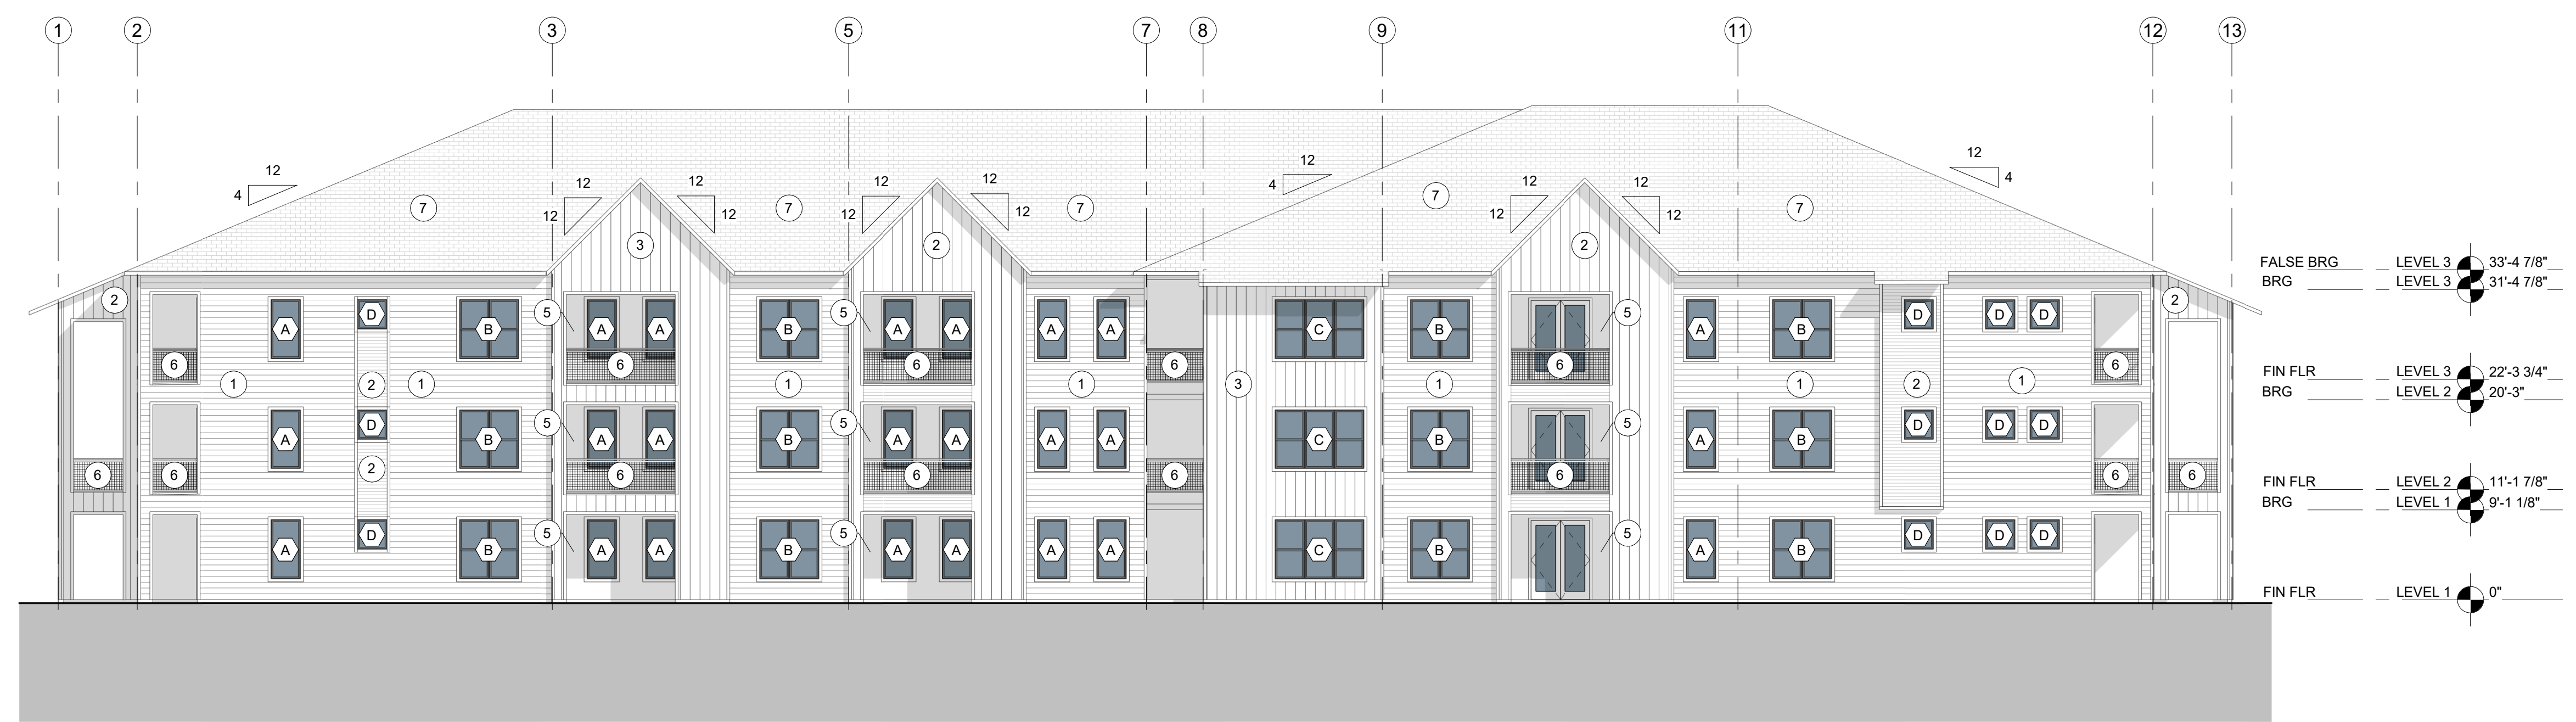 1 2 3 5 7 8 9 11 12 13
12 12 12
4 4 4
12 12 12 12 12 12
12 12 12 12 12 12
7 7 7 7 7
3 2 2
FALSE BRG LEVEL 3 33'-4 7/8"
BRG LEVEL 3 31'-4 7/8"
2 2
5 5 5
A D B A A B A A A A C B A B D D D
6 6 6 6 6 6
1 2 1 1 1 3 1 1 2 1
FIN FLR LEVEL 3 22'-3 3/4"
BRG LEVEL 2 20'-3"
5 5 5
A D B A A B A A A A C B A B D D D
2
6 6 6 6 6 6 6 6
FIN FLR LEVEL 2 11'-1 7/8"
BRG LEVEL 1 9'-1 1/8"
5 5 5
A D B A A B A A A A C B A B D D D
FIN FLR LEVEL 1 0"